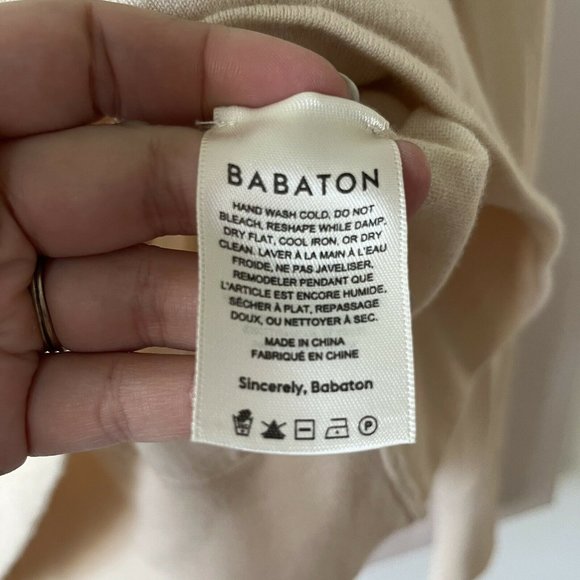 BABATON
HAND WASH COLD, DO NOT
BLEACH, RESHAPE WHILE DAMP,
DRY FLAT, COOL IRON, OR DRY
CLEAN. LAVER À LA MAIN À L'EAU
FROIDE, NE PAS JAVELISER,
REMODELER PENDANT QUE
L'ARTICLE EST ENCORE HUMIDE.
SÉCHER À PLAT, REPASSAGE
DOUX, OU NETTOYER À SEC.
MADE IN CHINA
FABRIQUÉ EN CHINE
Sincerely, Babaton
P